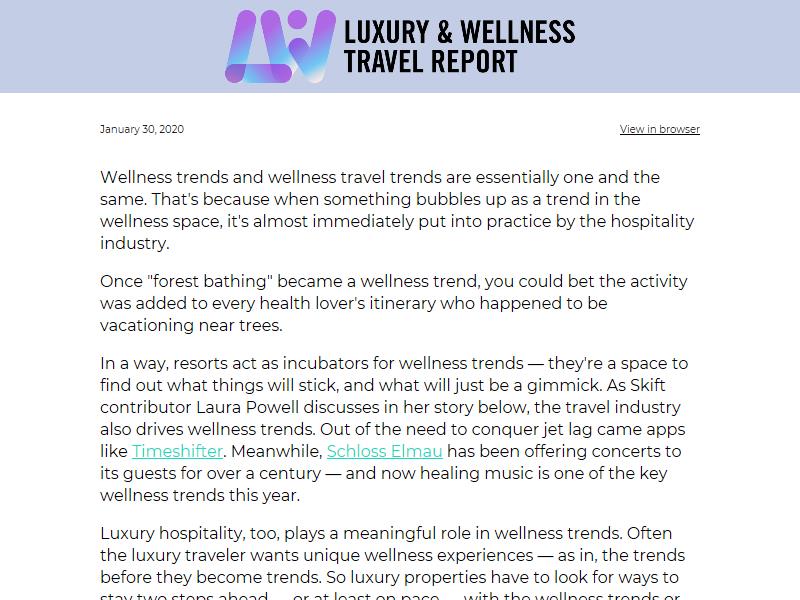 LUXURY & WELLNESS
TRAVEL REPORT
January 30, 2020
View in browser
Wellness trends and wellness travel trends are essentially one and the
same. That's because when something bubbles up as a trend in the
wellness space, it's almost immediately put into practice by the hospitality
industry.
Once "forest bathing" became a wellness trend, you could bet the activity
was added to every health lover's itinerary who happened to be
vacationing near trees.
In a way, resorts act as incubators for wellness trends — they're a space to
find out what things will stick, and what will just be a gimmick. As Skift
contributor Laura Powell discusses in her story below, the travel industry
also drives wellness trends. Out of the need to conquer jet lag came apps
like Timeshifter. Meanwhile, Schloss Elmau has been offering concerts to
its guests for over a century — and now healing music is one of the key
wellness trends this year.
Luxury hospitality, too, plays a meaningful role in wellness trends. Often
the luxury traveler wants unique wellness experiences — as in, the trends
before they become trends. So luxury properties have to look for ways to
stay two steps ahead — or at least on pace — with the wellness trends or